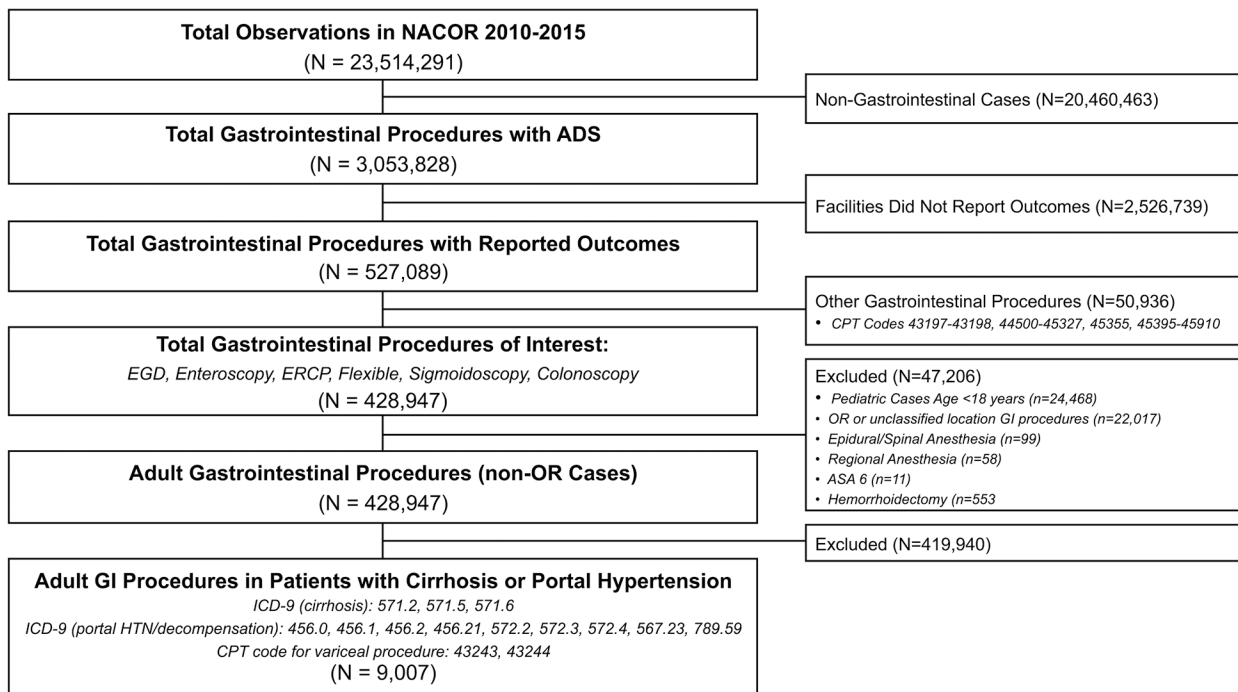 Total Observations in NACOR 2010-2015
(N = 23,514,291)
Non-Gastrointestinal Cases (N=20,460,463)
Total Gastrointestinal Procedures with ADS
(N = 3,053,828)
Facilities Did Not Report Outcomes (N=2,526,739)
Total Gastrointestinal Procedures with Reported Outcomes
(N = 527,089)
Other Gastrointestinal Procedures (N=50,936)
• CPT Codes 43197-43198, 44500-45327, 45355, 45395-45910
Total Gastrointestinal Procedures of Interest:
EGD, Enteroscopy, ERCP, Flexible, Sigmoidoscopy, Colonoscopy
(N = 428,947)
Excluded (N=47,206)
• Pediatric Cases Age <18 years (n=24,468)
• OR or unclassified location GI procedures (n=22,017)
• Epidural/Spinal Anesthesia (n=99)
• Regional Anesthesia (n=58)
• ASA 6 (n=11)
• Hemorrhoidectomy (n=553
Adult Gastrointestinal Procedures (non-OR Cases)
(N = 428,947)
Excluded (N=419,940)
Adult GI Procedures in Patients with Cirrhosis or Portal Hypertension
ICD-9 (cirrhosis): 571.2, 571.5, 571.6
ICD-9 (portal HTN/decompensation): 456.0, 456.1, 456.2, 456.21, 572.2, 572.3, 572.4, 567.23, 789.59
CPT code for variceal procedure: 43243, 43244
(N = 9,007)